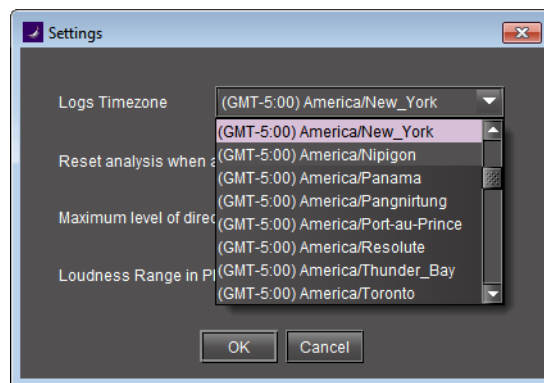 Settings
Logs Timezone
(GMT-5:00) America/New_York
(GMT-5:00) America/New_York
(GMT-5:00) America/Nipigon
Reset analysis when
(GMT-5:00) America/Panama
(GMT-5:00) America/Pangnirtung
Maximum level of
(GMT-5:00) America/Port-au-Prince
(GMT-5:00) America/Resolute
Loudness Range in
(GMT-5:00) America/Thunder_Bay
(GMT-5:00) America/Toronto
OK
Cancel